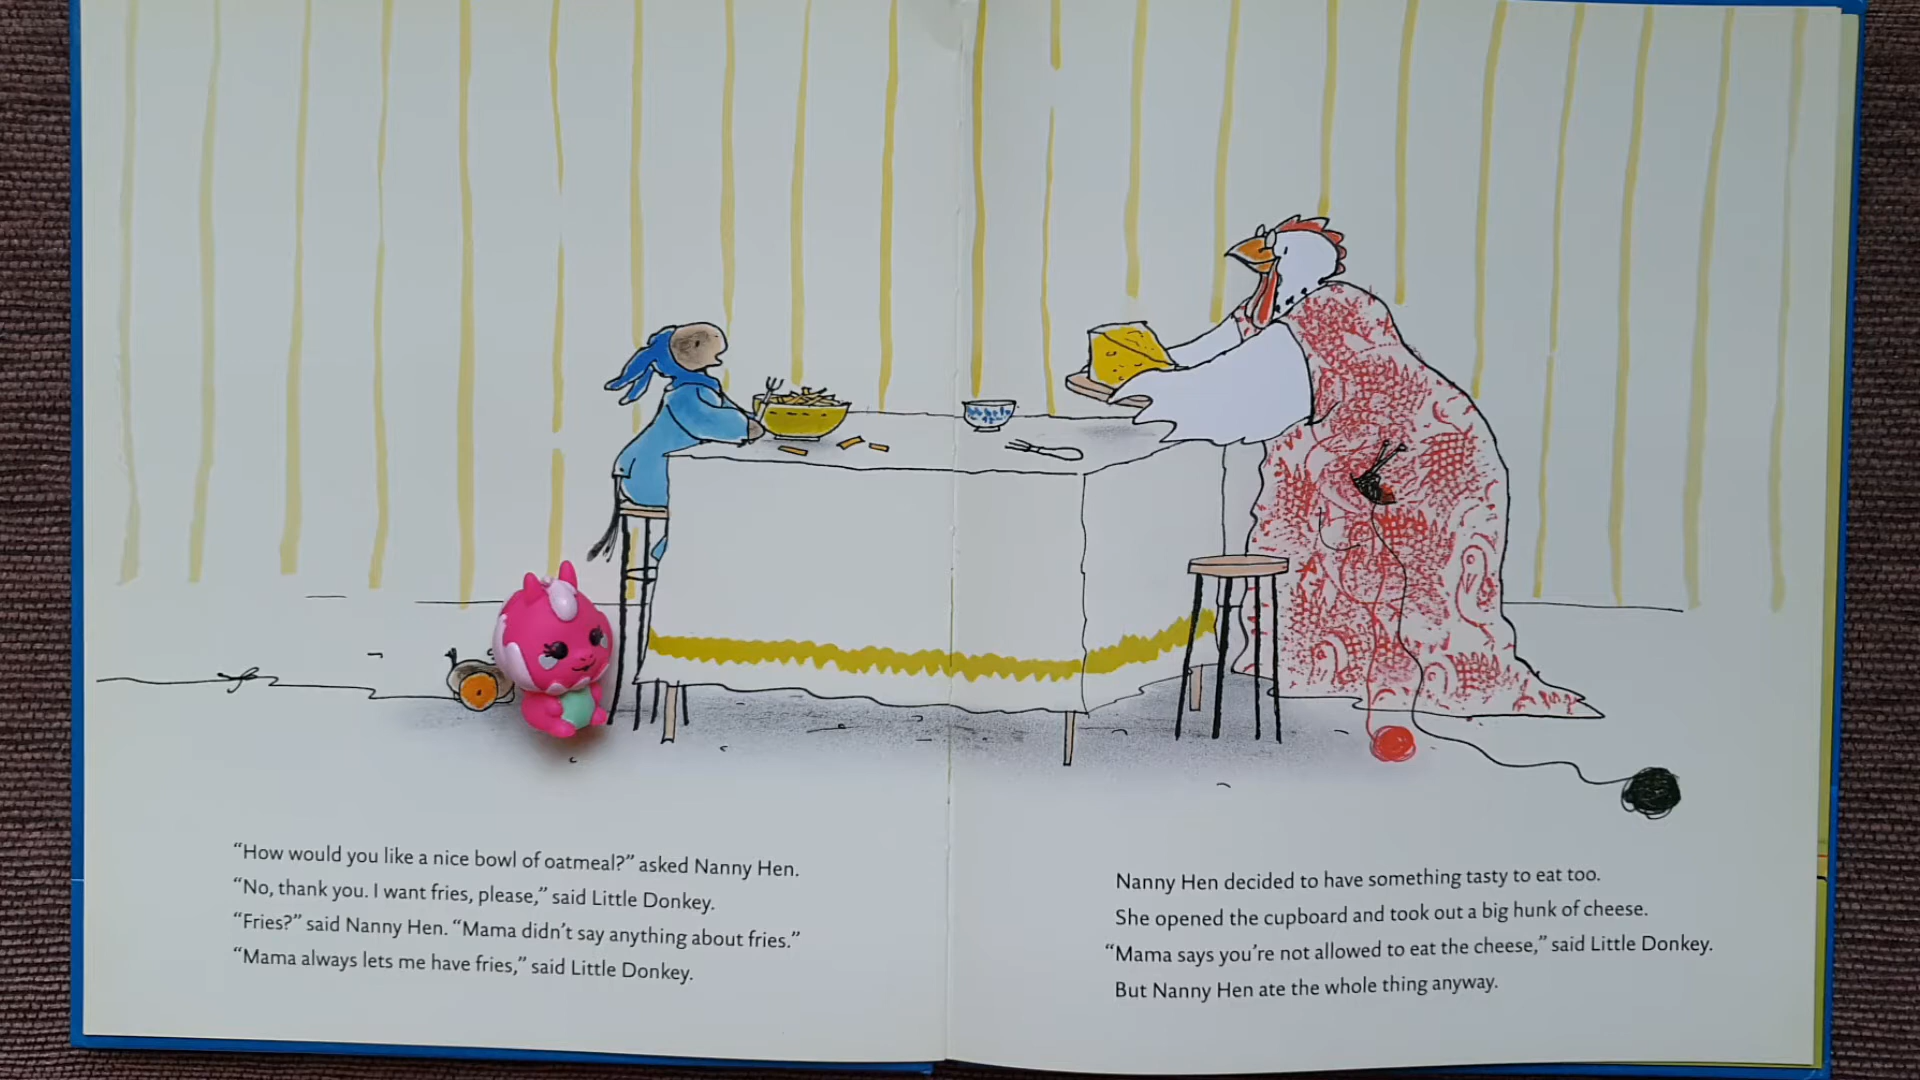 “How would you like a nice bowl of oatmeal?” asked Nanny Hen.
“No, thank you. I want fries, please,” said Little Donkey.
“Fries?” said Nanny Hen. “Mama didn’t say anything about fries.”
“Mama always lets me have fries,” said Little Donkey.
Nanny Hen decided to have something tasty to eat too.
She opened the cupboard and took out a big hunk of cheese.
“Mama says you’re not allowed to eat the cheese,” said Little Donkey.
But Nanny Hen ate the whole thing anyway.